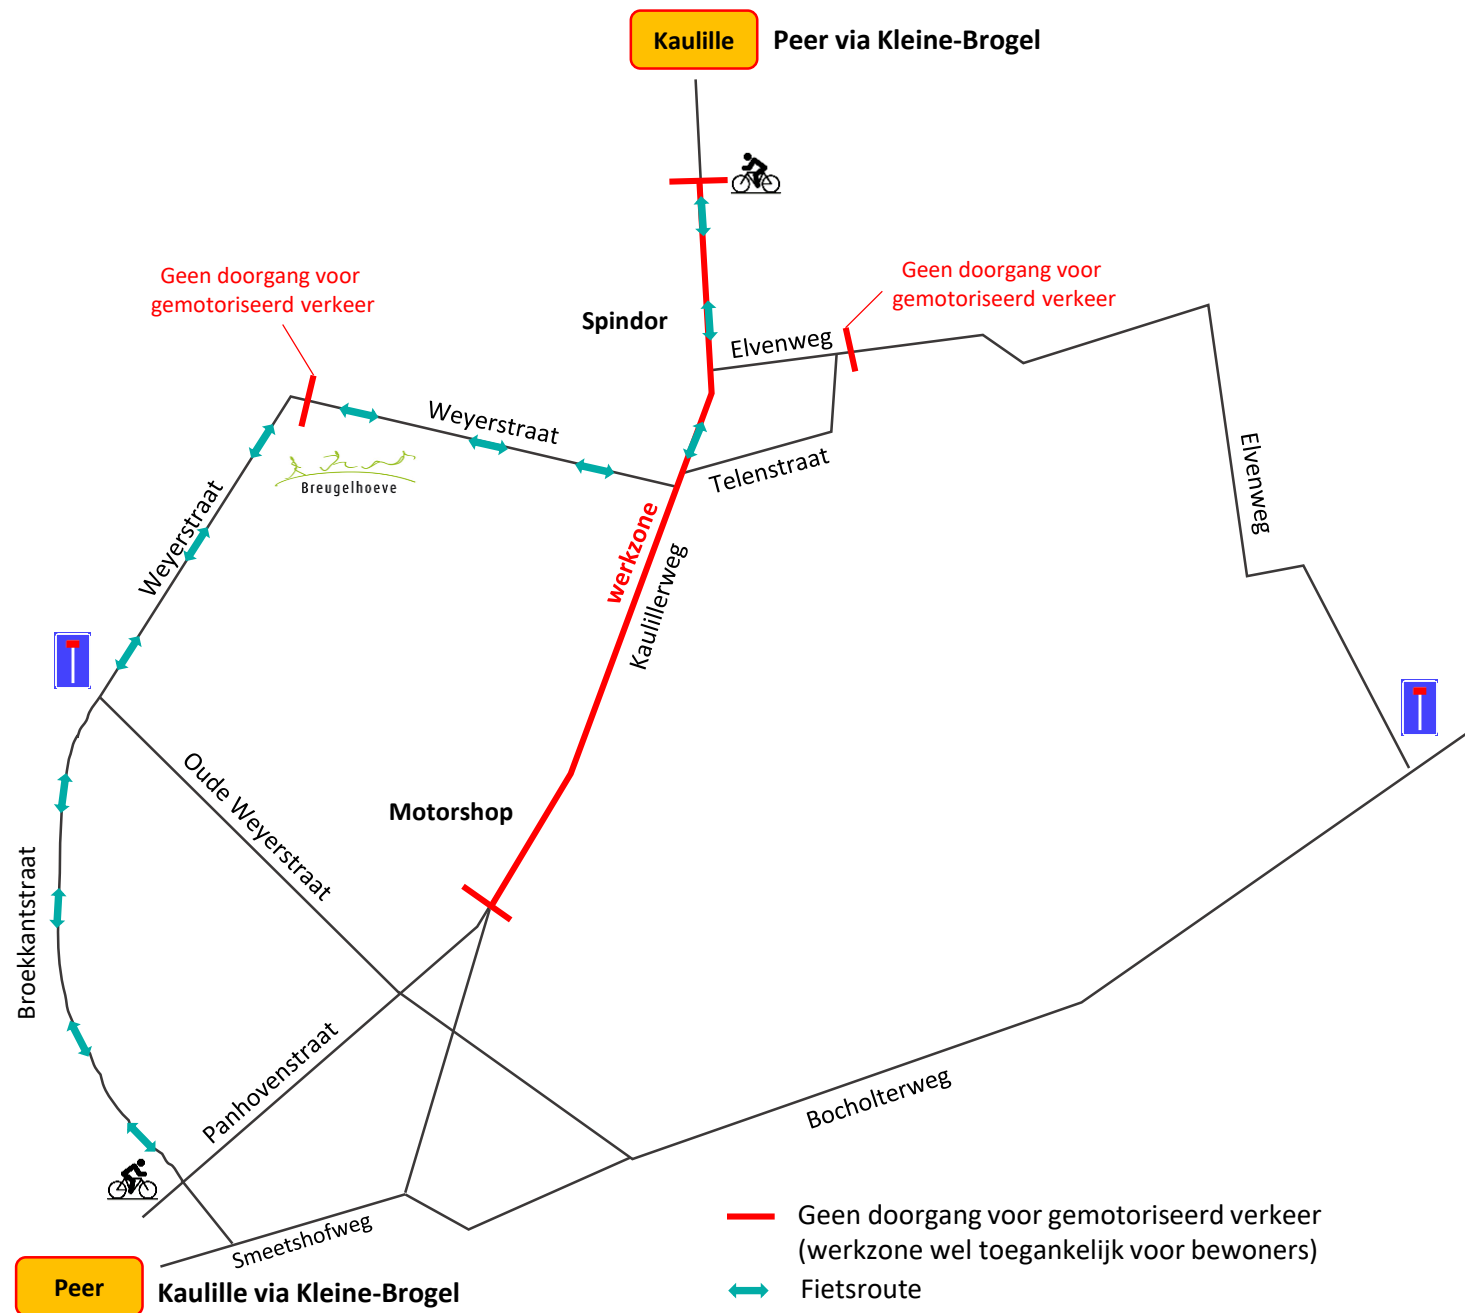 Kaulille
Peer via Kleine-Brogel
Geen doorgang voor
gemotoriseerd verkeer
Geen doorgang voor
gemotoriseerd verkeer
Spindor
Elvenweg
Weyerstraat
Telenstraat
Elvenweg
Breugelhoeve
Weyerstraat
werkzone
Kaulillerweg
Oude Weyerstraat
Motorshop
Broekkantstraat
Panhovenstraat
Bocholterweg
Smeetshofweg
Geen doorgang voor gemotoriseerd verkeer
(werkzone wel toegankelijk voor bewoners)
Peer
Kaulille via Kleine-Brogel
Fietsroute